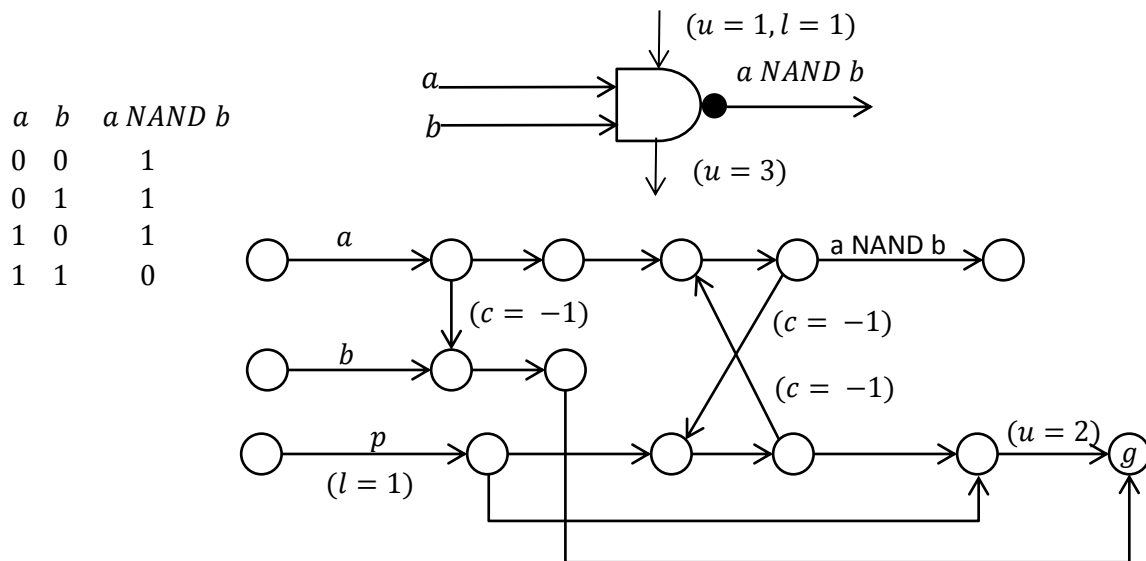 (u = 1, l = 1)
a NAND b
a
b
(u = 3)
a b a NAND b
0 0 1
0 1 1
1 0 1
1 1 0
a
a NAND b
(c = −1)
(c = −1)
b
(c = −1)
p
(u = 2)
g
(l = 1)